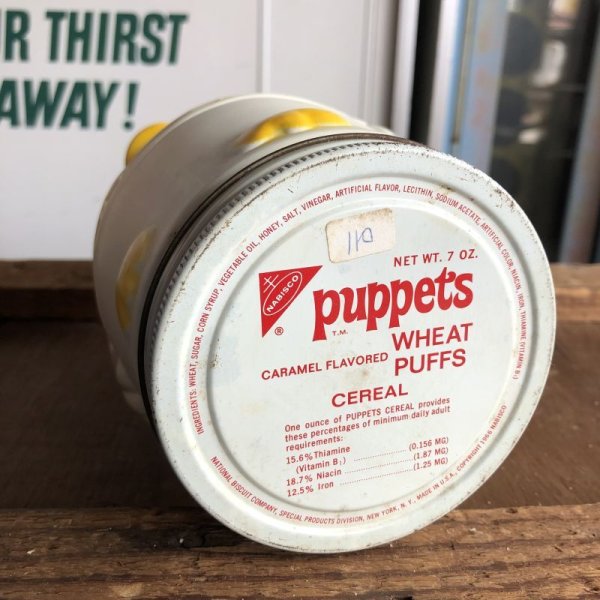 R THIRST
AWAY!
INGREDIENTS: WHEAT, SUGAR, CORN SYRUP, VEGETABLE OIL, HONEY, SALT, VINEGAR, ARTIFICIAL FLAVOR, LECITHIN, SODIUM ACETATE, ARTIFICIAL COLOR, NIACIN, IRON, THIAMINE (VITAMIN B₁)
NET WT. 7 OZ.
NABISCO
®
puppets
T.M.
CARAMEL FLAVORED WHEAT
PUFFS
CEREAL
One ounce of PUPPETS CEREAL provides
these percentages of minimum daily adult
requirements:
15.6% Thiamine
(Vitamin B₁) (0.156 MG)
18.7% Niacin (1.87 MG)
12.5% Iron (1.25 MG)
NATIONAL BISCUIT COMPANY, SPECIAL PRODUCTS DIVISION, NEW YORK, N.Y., MADE IN U.S.A. COPYRIGHT 1966 NABISCO